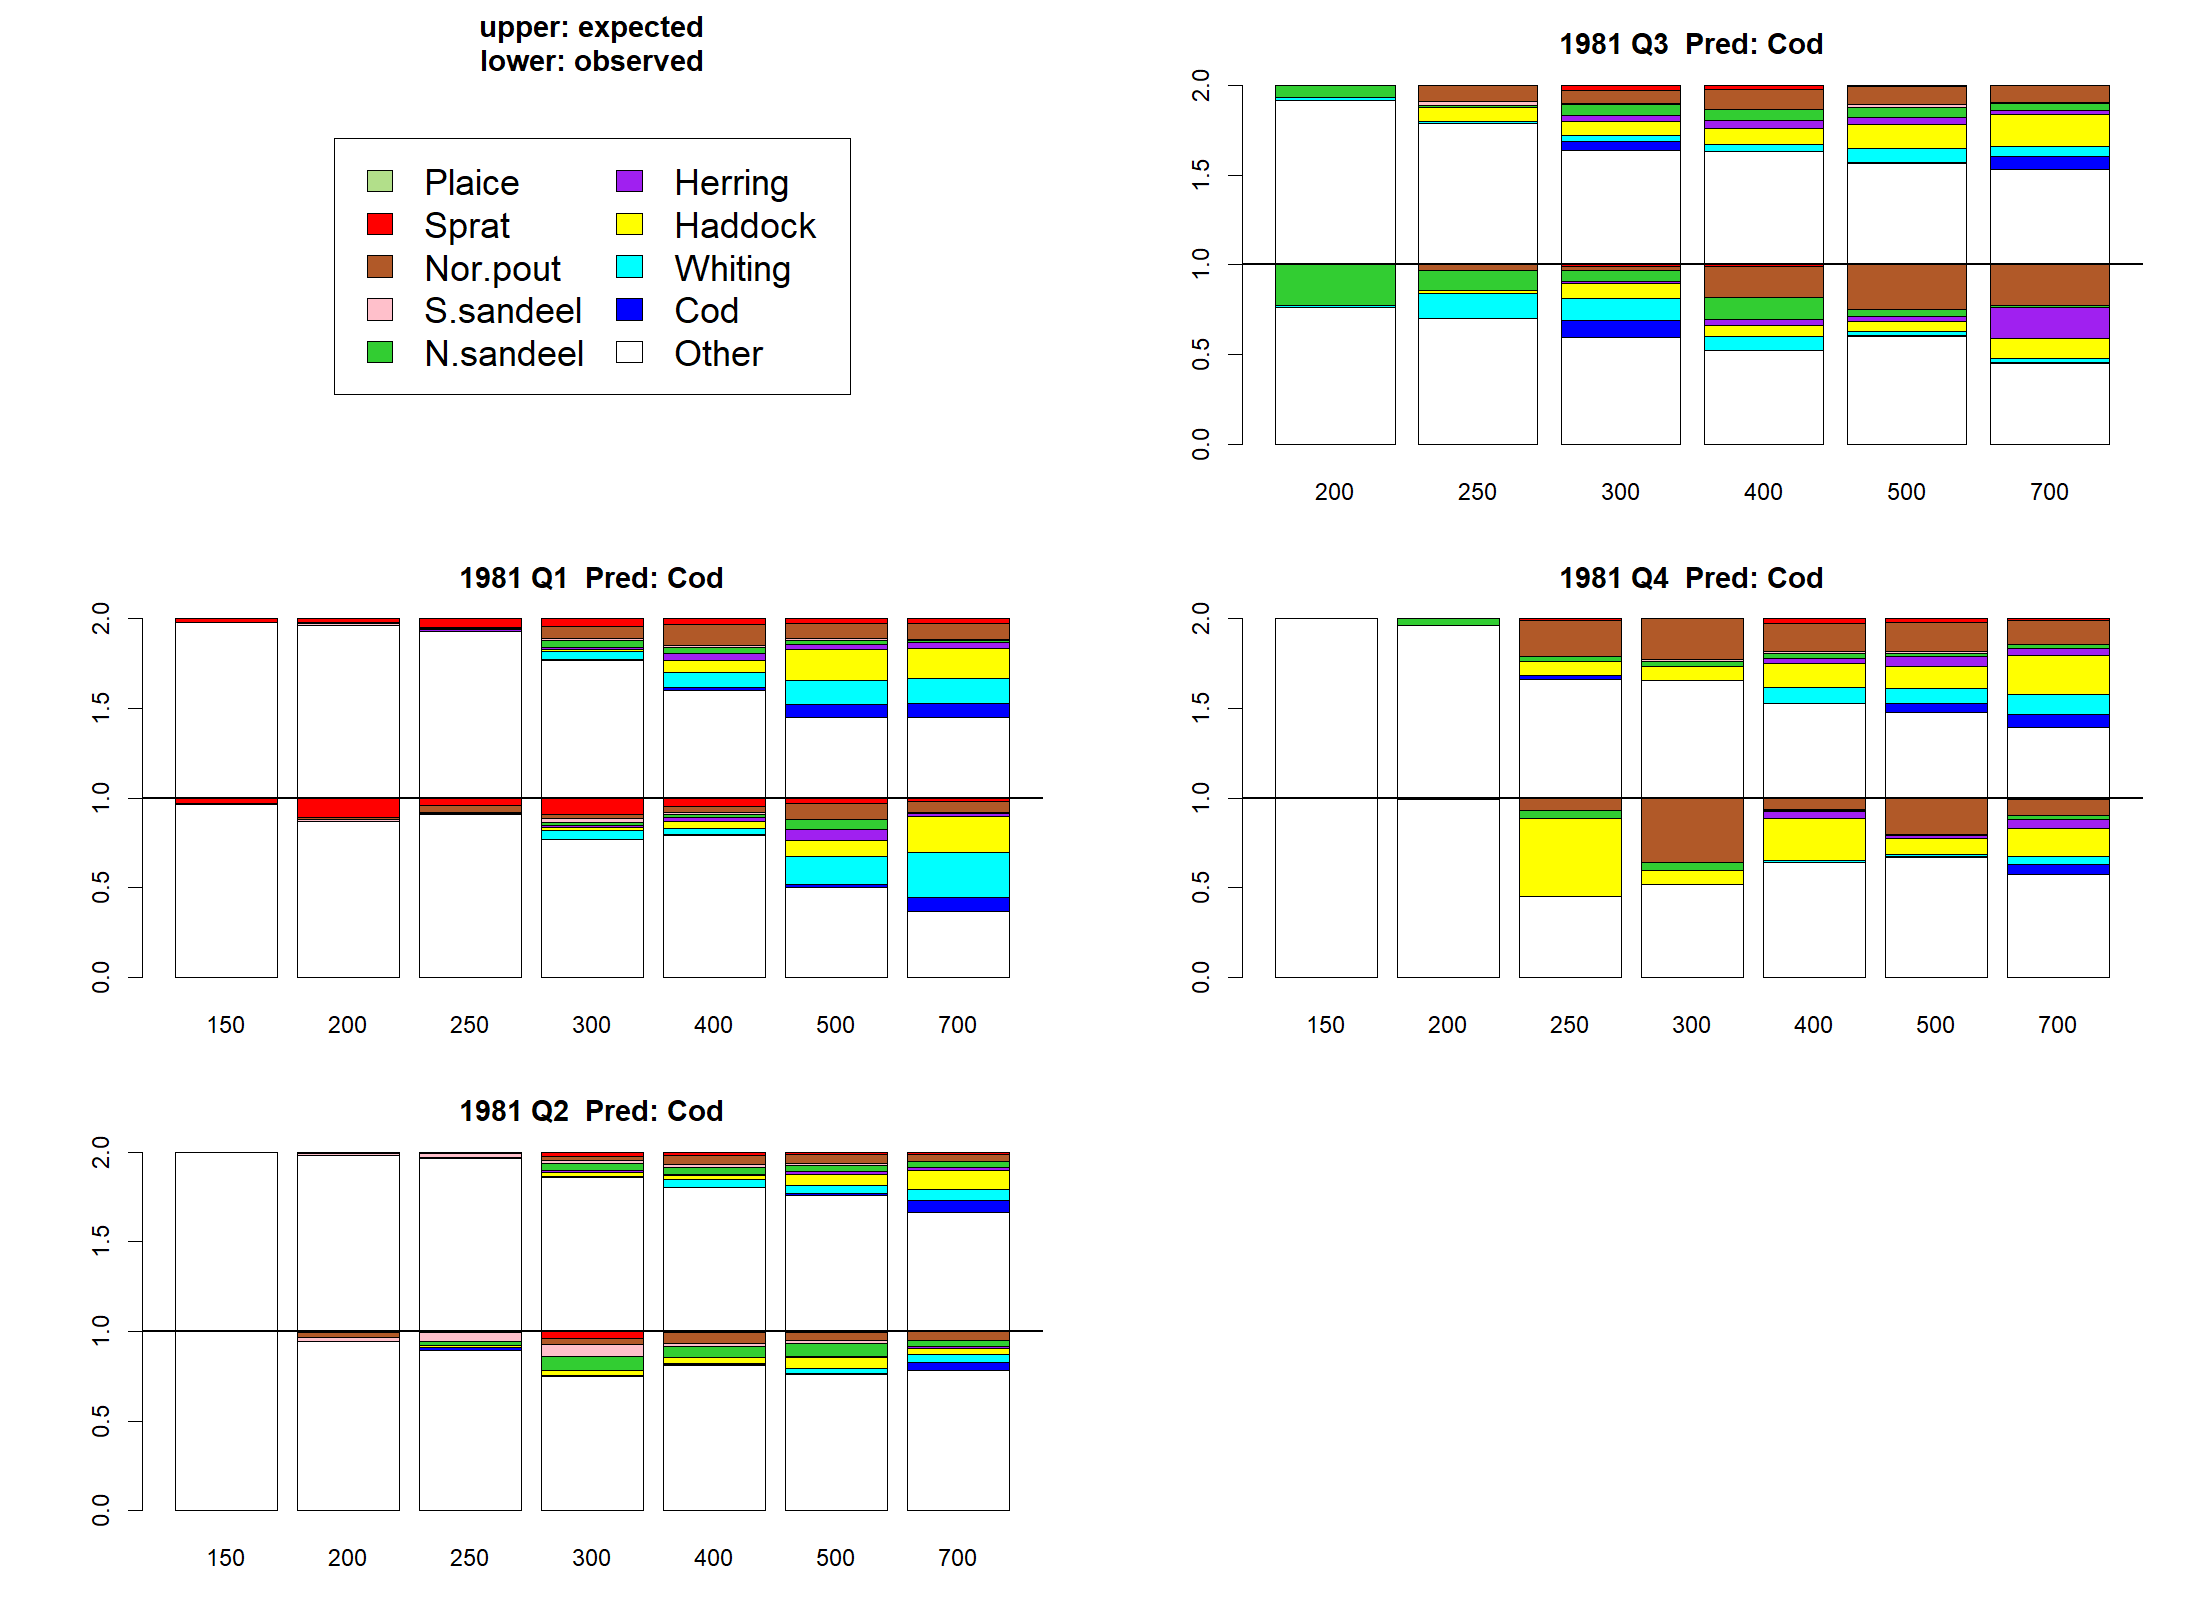 upper: expected
lower: observed
Plaice
Sprat
Nor.pout
S.sandeel
N.sandeel
Herring
Haddock
Whiting
Cod
Other
1981 Q3 Pred: Cod
0.0 0.5 1.0 1.5 2.0
200 250 300 400 500 700
1981 Q1 Pred: Cod
0.0 0.5 1.0 1.5 2.0
150 200 250 300 400 500 700
1981 Q4 Pred: Cod
0.0 0.5 1.0 1.5 2.0
150 200 250 300 400 500 700
1981 Q2 Pred: Cod
0.0 0.5 1.0 1.5 2.0
150 200 250 300 400 500 700